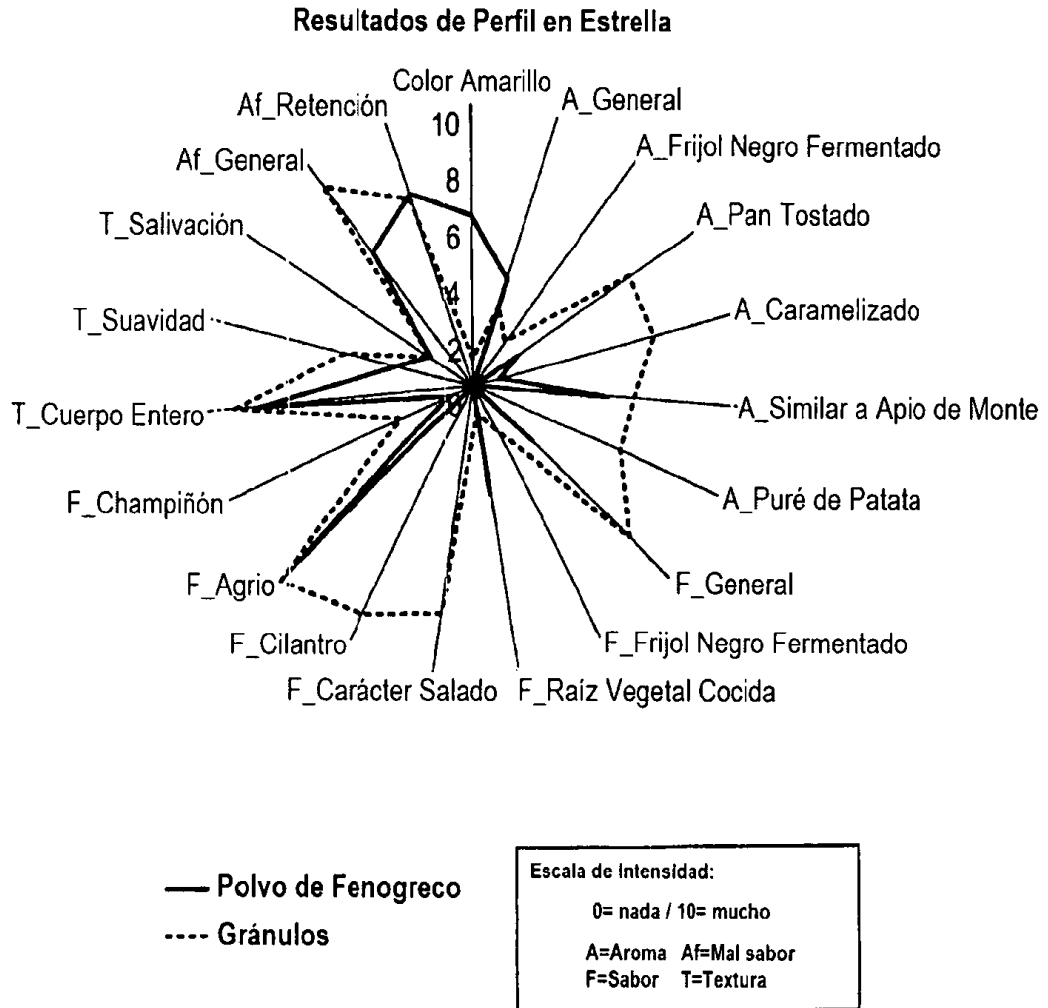 Resultados de Perfil en Estrella
Color Amarillo
A_General
A_Frijol Negro Fermentado
A_Pan Tostado
A_Caramelizado
A_Similar a Apio de Monte
A_Puré de Patata
F_General
F_Frijol Negro Fermentado
F_Raíz Vegetal Cocida
F_Carácter Salado
F_Cilantro
F_Agrio
F_Champiñón
T_Cuerpo Entero
T_Suavidad
T_Salivación
Af_General
Af_Retención
10
8
6
4
2
0
Polvo de Fenogreco
Gránulos
Escala de Intensidad:
0= nada / 10= mucho
A=Aroma Af=Mal sabor
F=Sabor T=Textura